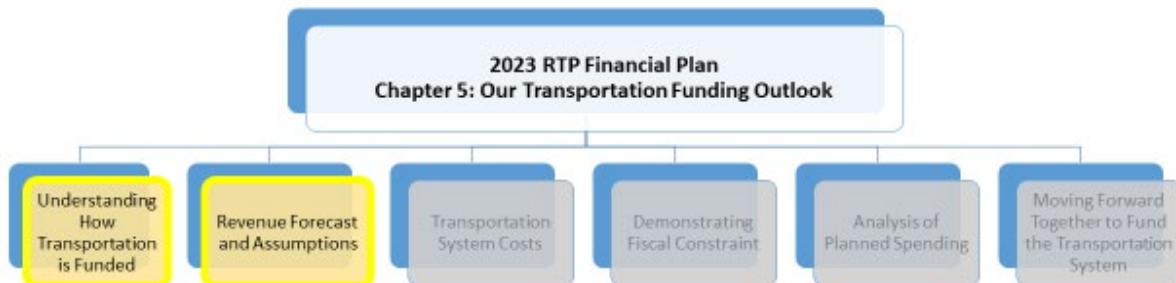 2023 RTP Financial Plan
Chapter 5: Our Transportation Funding Outlook
Understanding
How
Transportation
is Funded
Revenue Forecast
and Assumptions
Transportation
System Costs
Demonstrating
Fiscal Constraint
Analysis of
Planned Spending
Moving Forward
Together to Fund
the Transportation
System